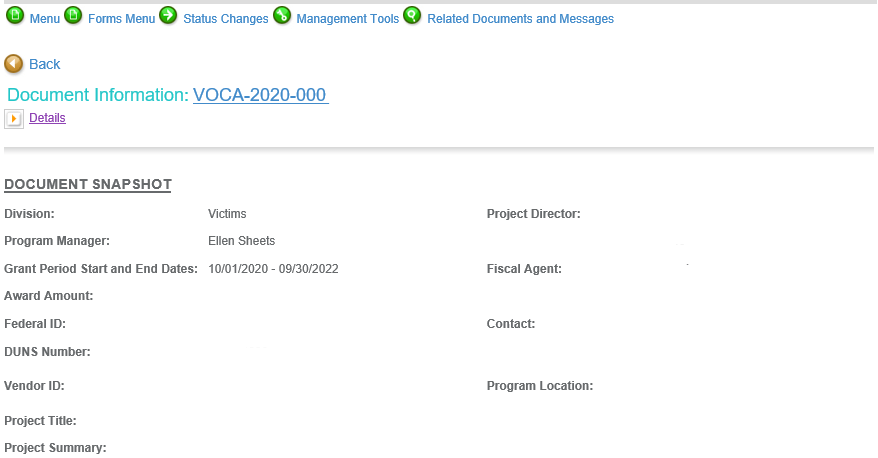 Menu Forms Menu Status Changes Management Tools Related Documents and Messages
Back
Document Information: VOCA-2020-000
Details
DOCUMENT SNAPSHOT
Division: Victims Project Director:
Program Manager: Ellen Sheets
Grant Period Start and End Dates: 10/01/2020 - 09/30/2022 Fiscal Agent:
Award Amount:
Federal ID: Contact:
DUNS Number:
Vendor ID: Program Location:
Project Title:
Project Summary: